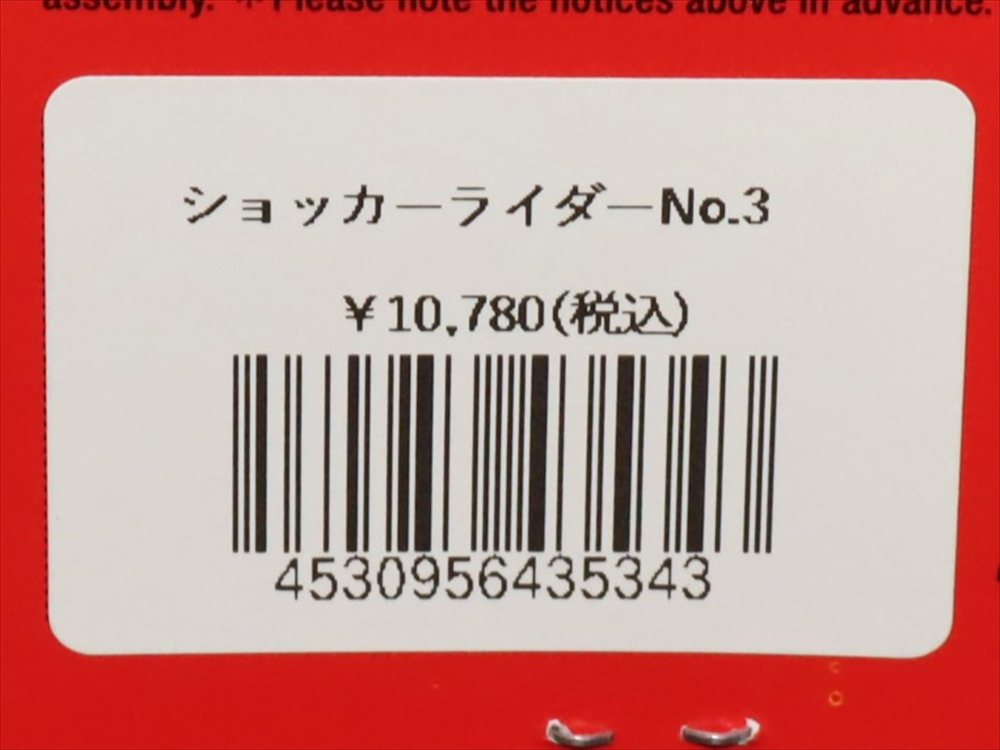 assembly. *Please note the notices above in advance.
ショッカーライダーNo.3
¥10,780(税込)
4530956435343